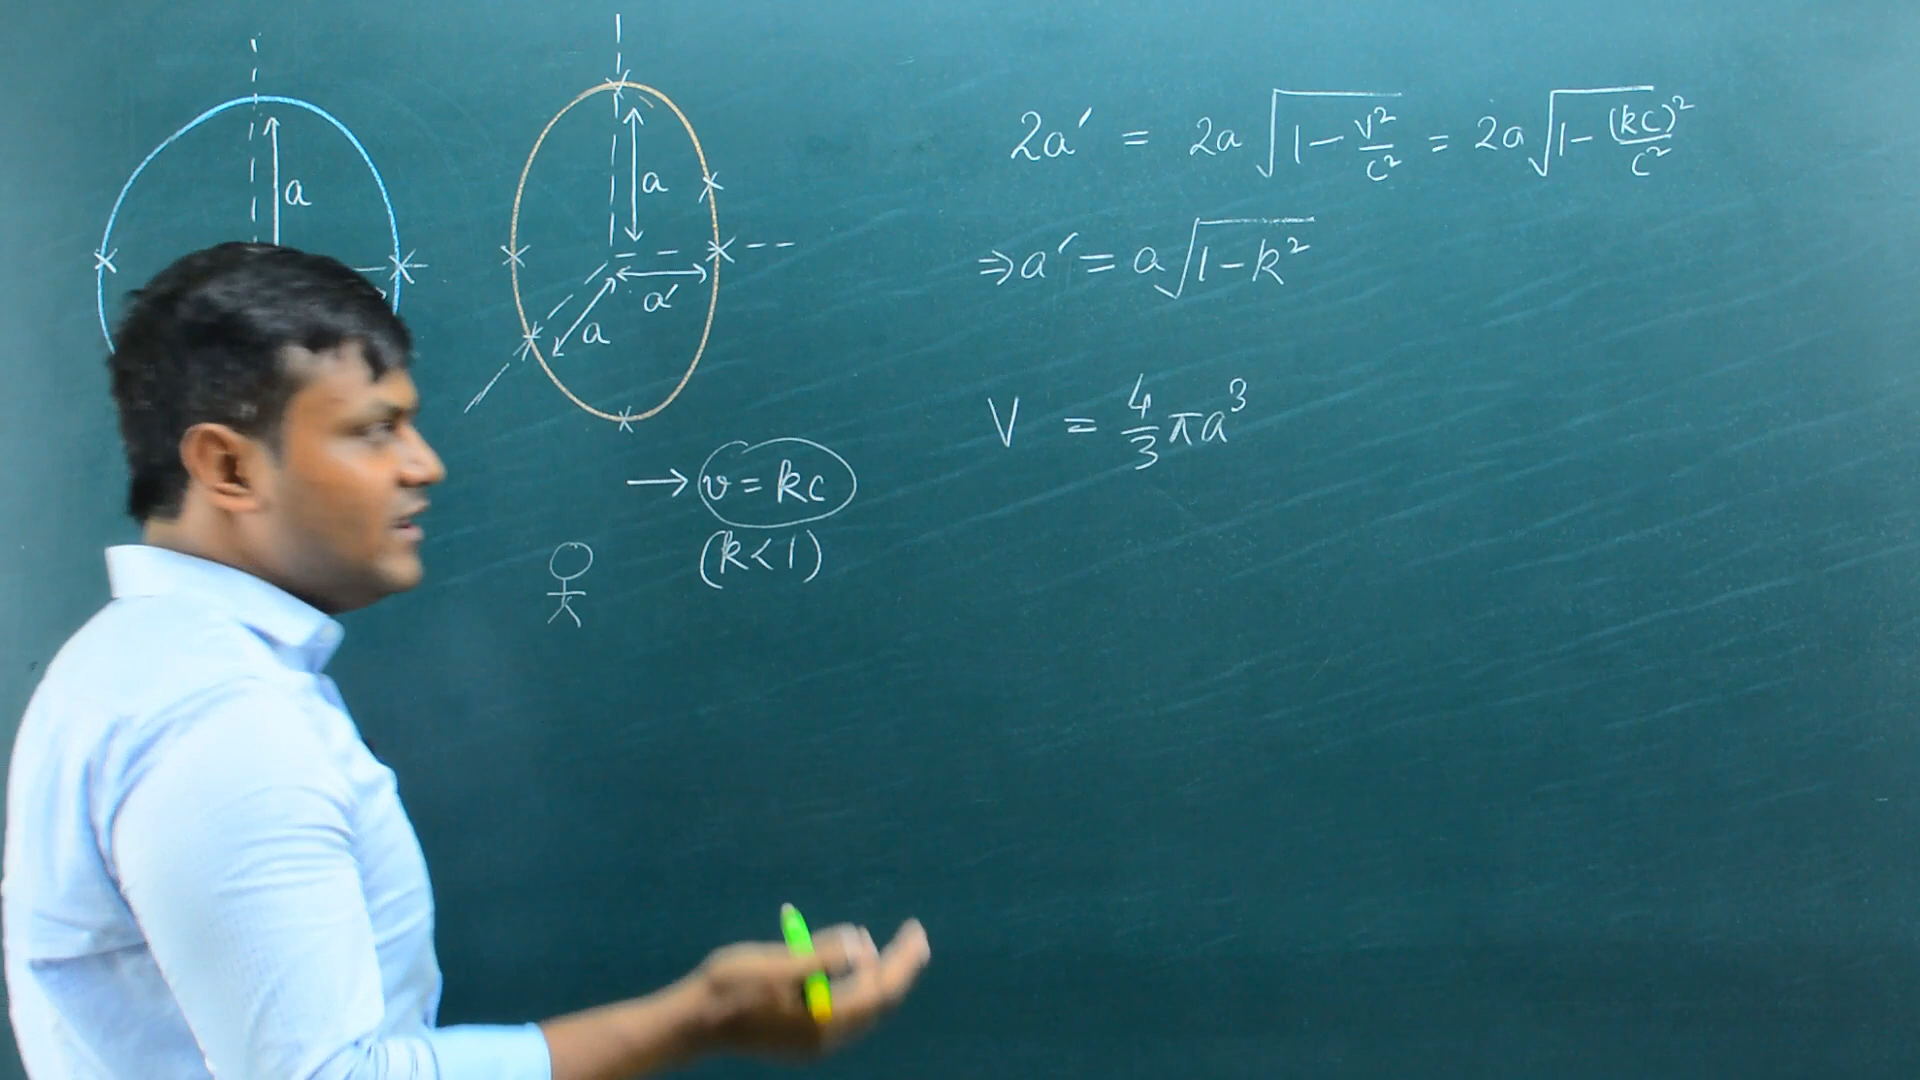 a
a
a′
a
→ v = kc
(k < 1)
2a′ = 2a √(1 − v²/c²) = 2a √(1 − (kc)²/c²)
⇒ a′ = a √(1 − k²)
V = 4/3 πa³